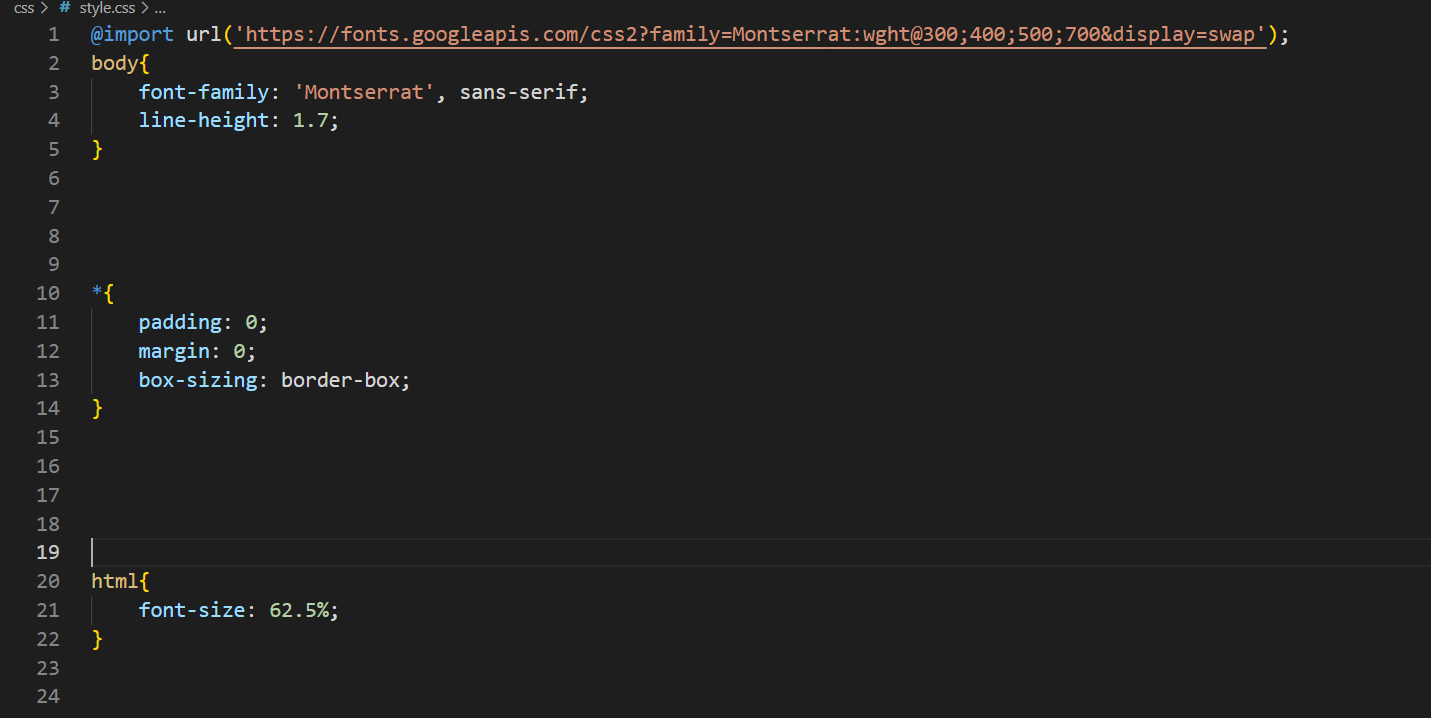 css > # style.css > ...
1 @import url('https://fonts.googleapis.com/css2?family=Montserrat:wght@300;400;500;700&display=swap');
2 body{
3     font-family: 'Montserrat', sans-serif;
4     line-height: 1.7;
5 }
6
7
8
9
10 *{
11     padding: 0;
12     margin: 0;
13     box-sizing: border-box;
14 }
15
16
17
18
19
20 html{
21     font-size: 62.5%;
22 }
23
24